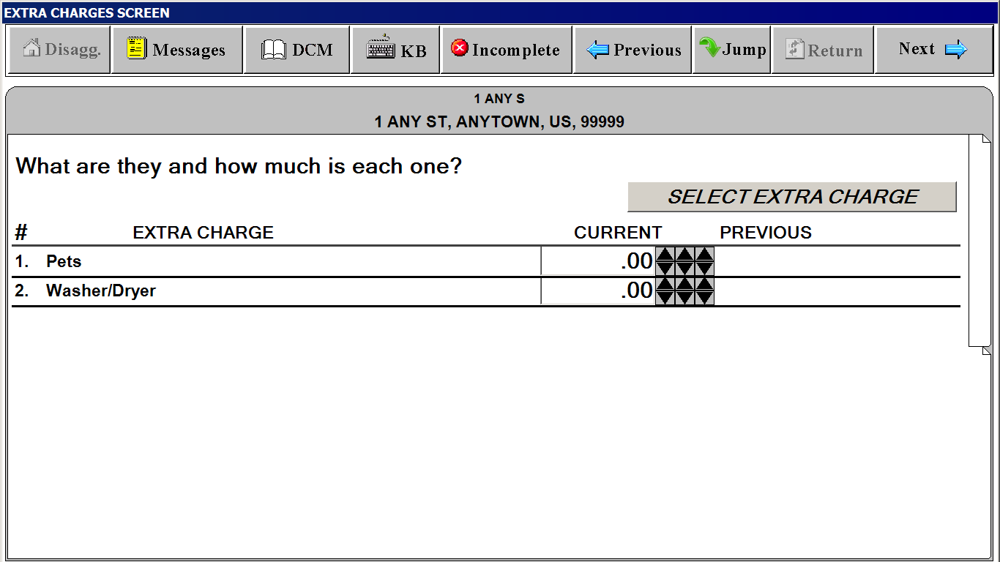 EXTRA CHARGES SCREEN
Disagg. Messages DCM KB Incomplete Previous Jump Return Next
1 ANY S
1 ANY ST, ANYTOWN, US, 99999
What are they and how much is each one?
SELECT EXTRA CHARGE
# EXTRA CHARGE CURRENT PREVIOUS
1. Pets .00
2. Washer/Dryer .00